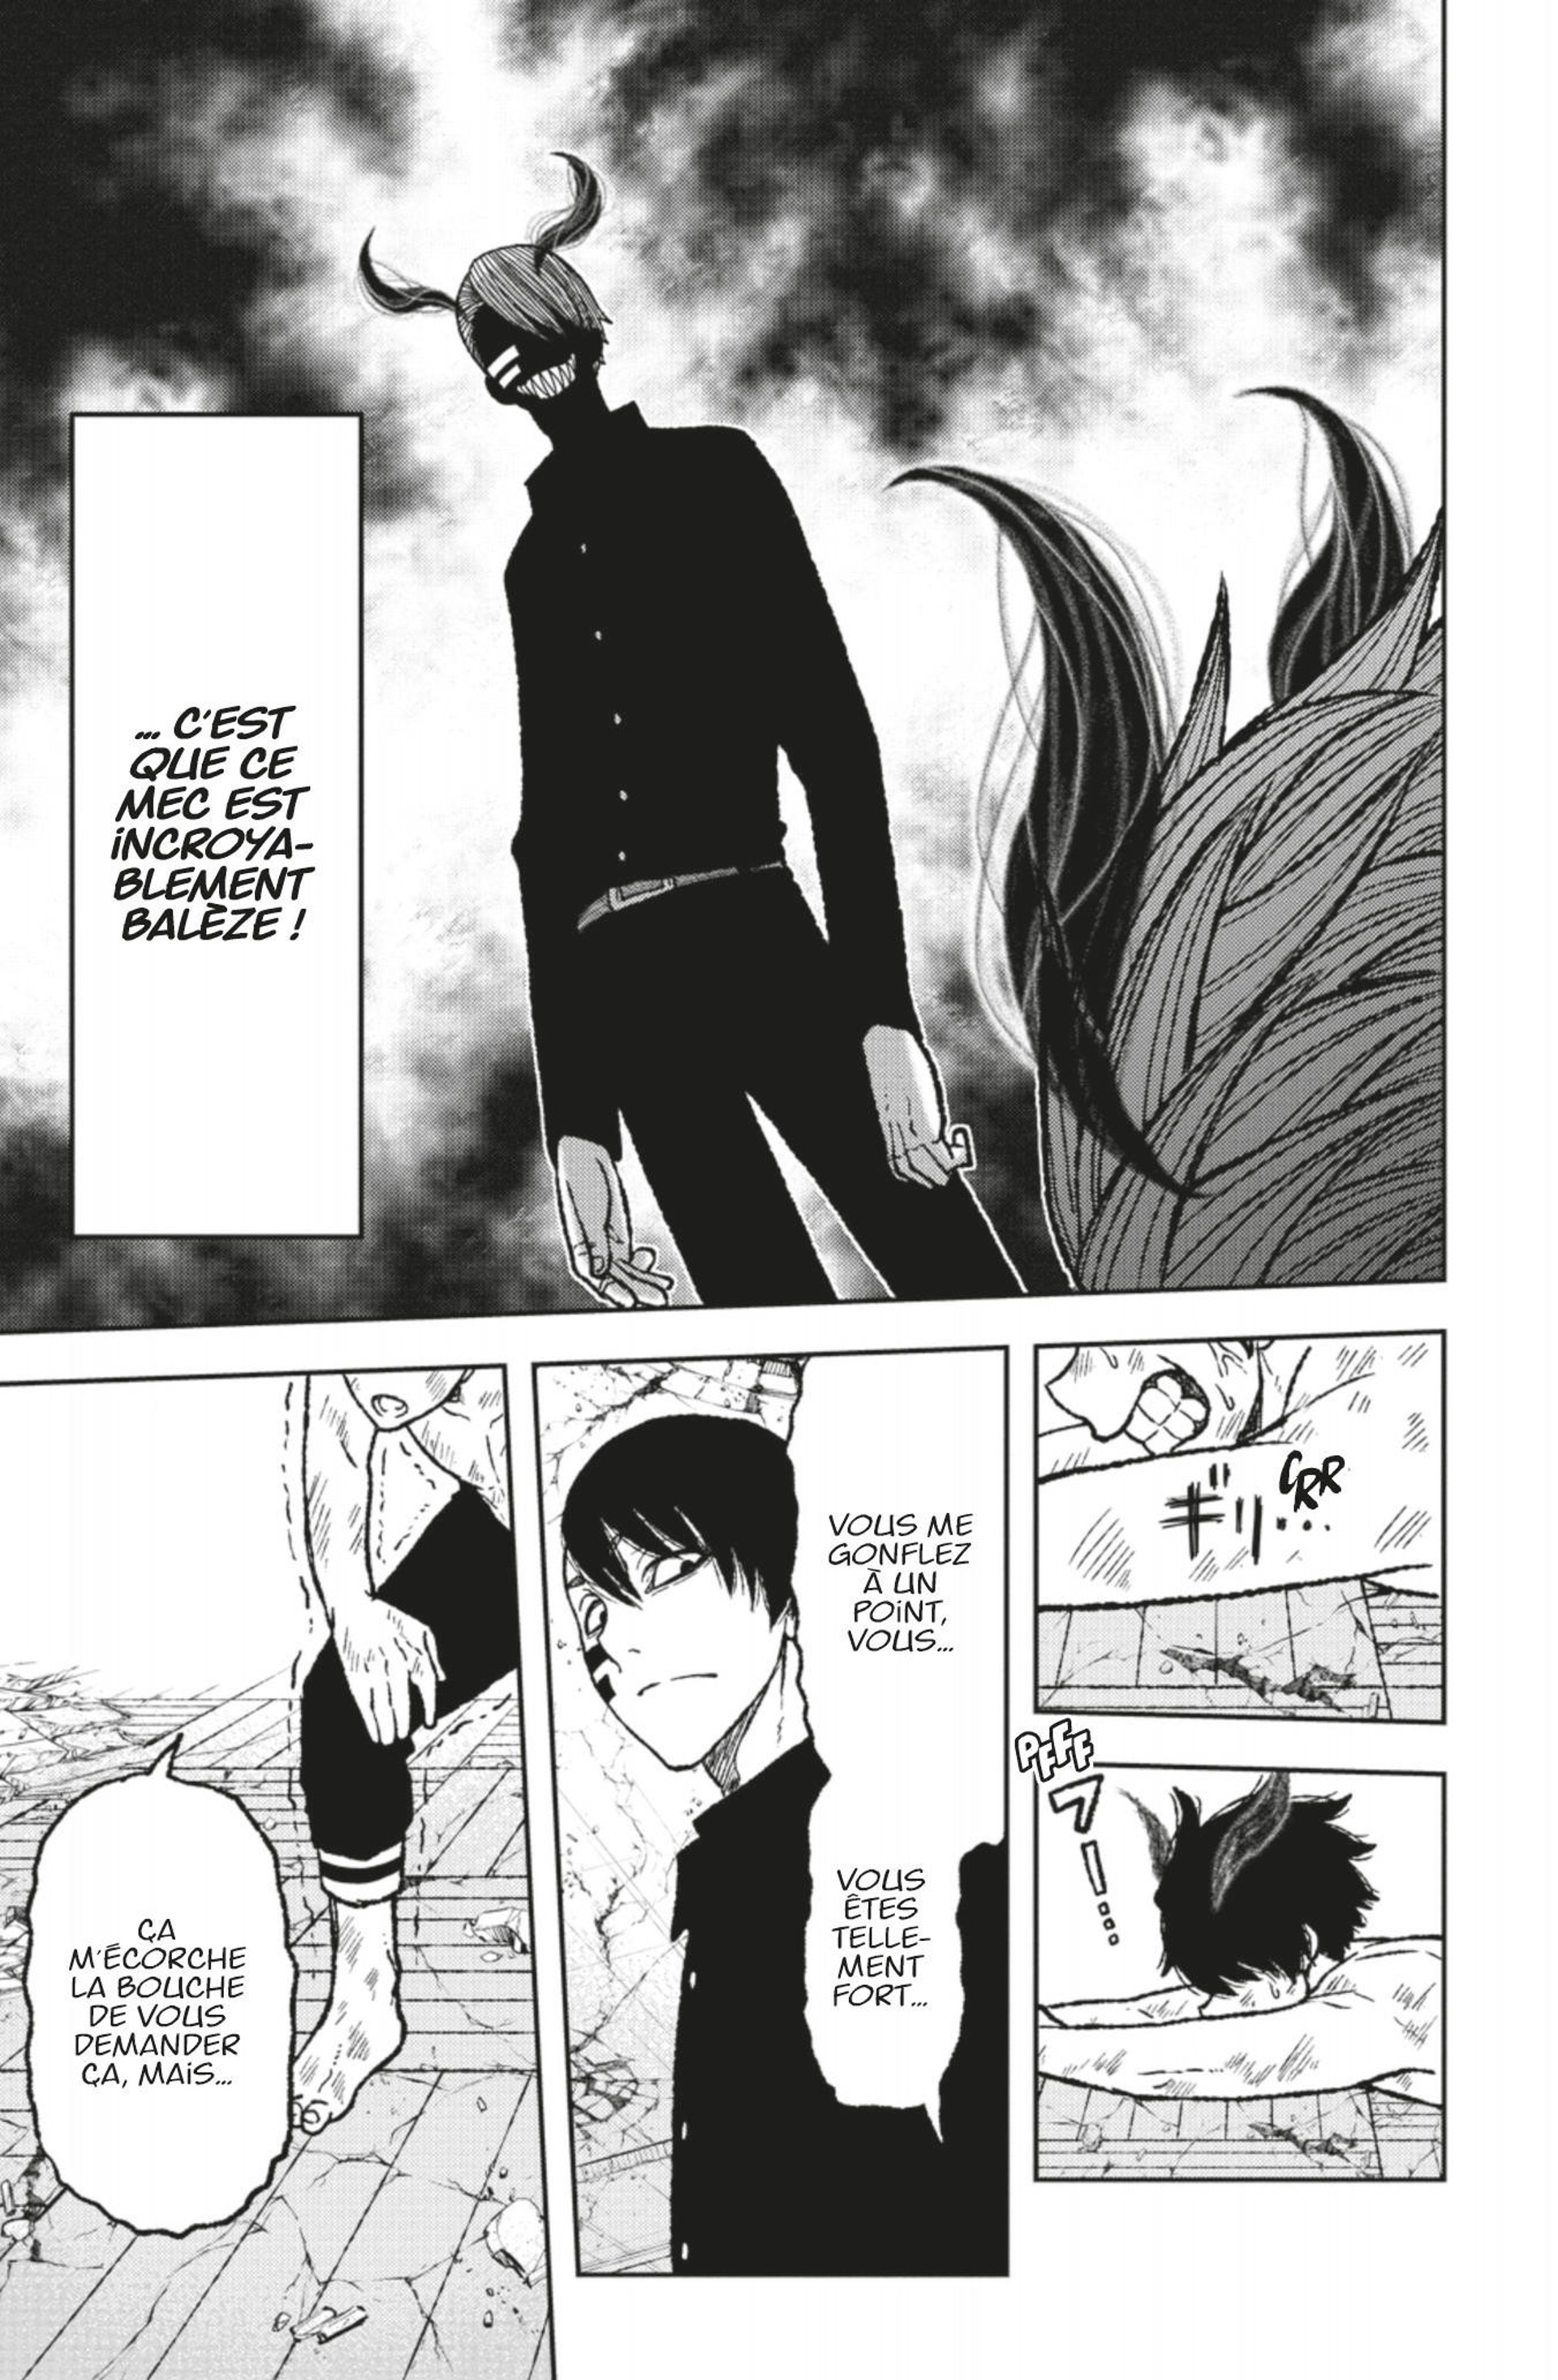 ... C'EST
QUE CE
MEC EST
iNCROYA-
BLEMENT
BALÈZE !
CRR
ギリ...
PFFF
フー...
VOUS ME
GONFLEZ
À UN
POiNT,
VOUS...
VOUS
ÊTES
TELLE-
MENT
FORT...
ÇA
M'ÉCORCHE
LA BOUCHE
DE VOUS
DEMANDER
ÇA, MAiS...